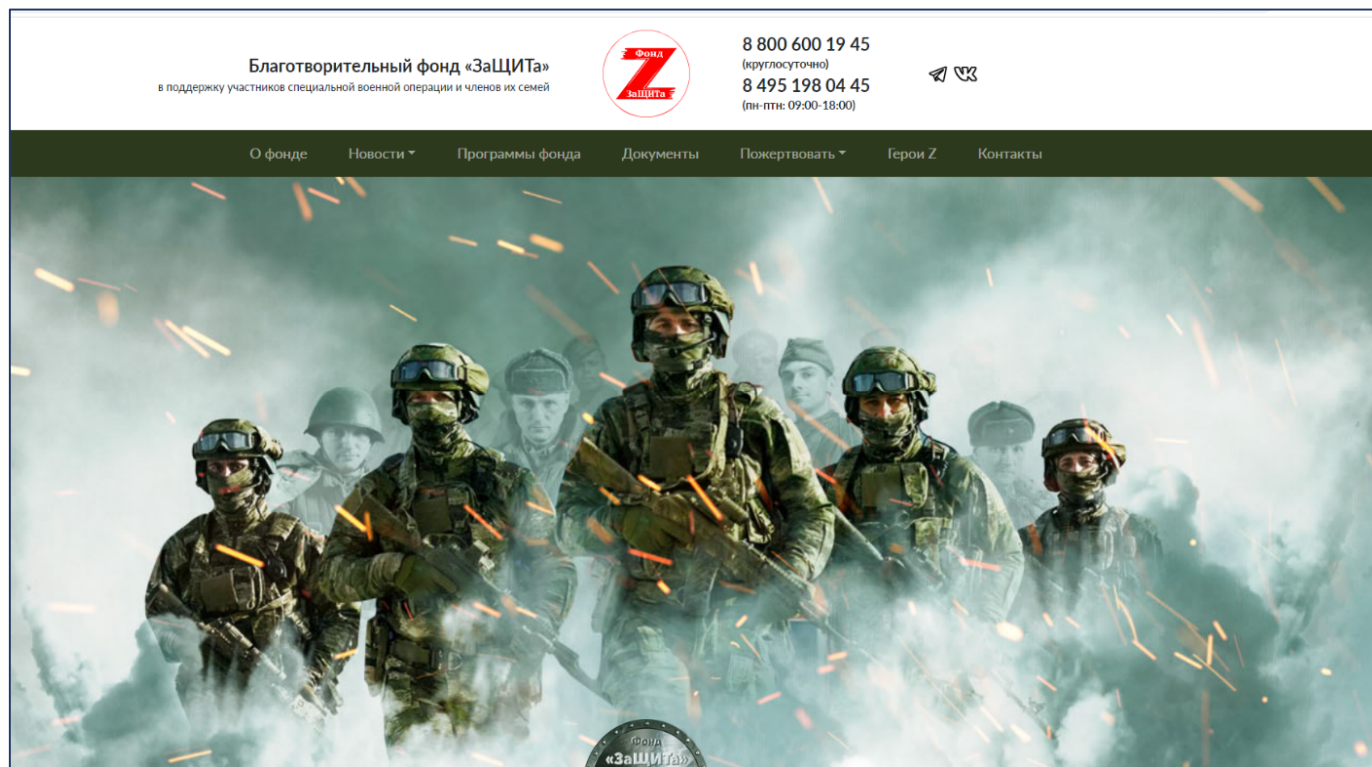 Благотворительный фонд «ЗаЩИТа»
в поддержку участников специальной военной операции и членов их семей
Фонд
ЗаЩИТа
8 800 600 19 45
(круглосуточно)
8 495 198 04 45
(пн-птн: 09:00-18:00)
О фонде Новости Программы фонда Документы Пожертвовать Герои Z Контакты
Фонд
«ЗаЩИТа»